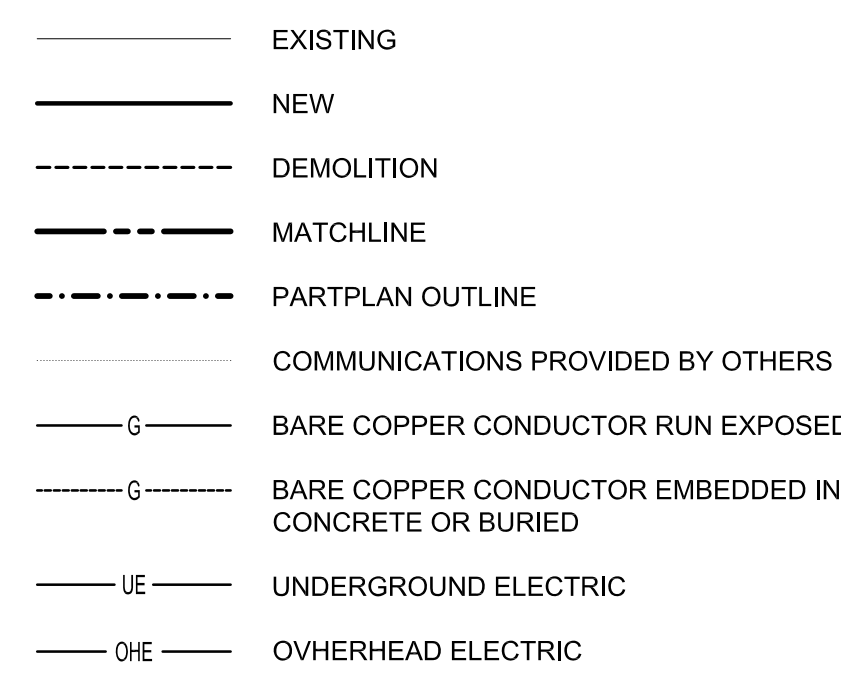 EXISTING
NEW
DEMOLITION
MATCHLINE
PARTPLAN OUTLINE
COMMUNICATIONS PROVIDED BY OTHERS
G BARE COPPER CONDUCTOR RUN EXPOSED
G BARE COPPER CONDUCTOR EMBEDDED IN
CONCRETE OR BURIED
UE UNDERGROUND ELECTRIC
OHE OVHERHEAD ELECTRIC